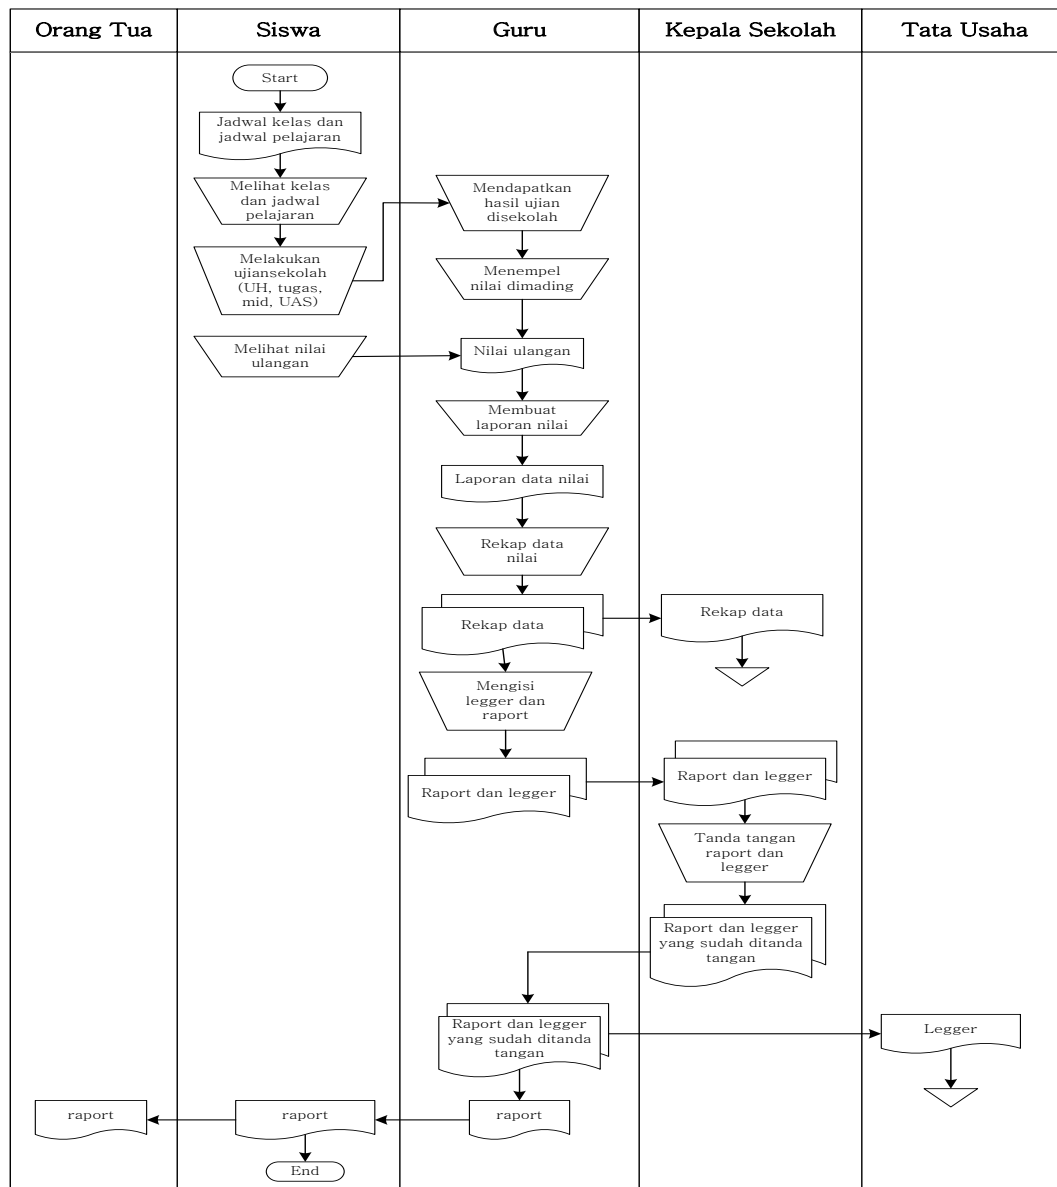 Orang Tua
Siswa
Guru
Kepala Sekolah
Tata Usaha
Start
Jadwal kelas dan
jadwal pelajaran
Melihat kelas
dan jadwal
pelajaran
Mendapatkan
hasil ujian
disekolah
Melakukan
ujiansekolah
(UH, tugas,
mid, UAS)
Menempel
nilai dimading
Melihat nilai
ulangan
Nilai ulangan
Membuat
laporan nilai
Laporan data nilai
Rekap data
nilai
Rekap data
Rekap data
Mengisi
legger dan
raport
Raport dan legger
Raport dan legger
Tanda tangan
raport dan
legger
Raport dan legger
yang sudah ditanda
tangan
Raport dan legger
yang sudah ditanda
tangan
Legger
raport
raport
raport
End